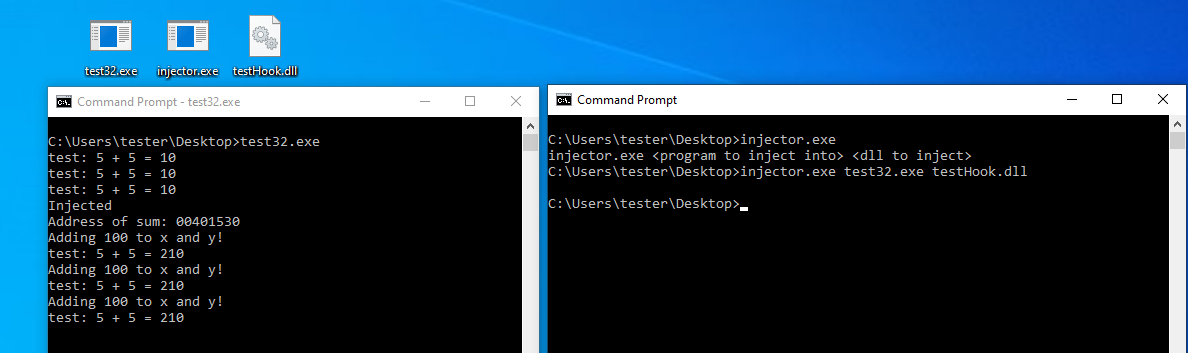 test32.exe
injector.exe
testHook.dll
Command Prompt - test32.exe
C:\Users\tester\Desktop>test32.exe
test: 5 + 5 = 10
test: 5 + 5 = 10
test: 5 + 5 = 10
Injected
Address of sum: 00401530
Adding 100 to x and y!
test: 5 + 5 = 210
Adding 100 to x and y!
test: 5 + 5 = 210
Adding 100 to x and y!
test: 5 + 5 = 210
Command Prompt
C:\Users\tester\Desktop>injector.exe
injector.exe <program to inject into> <dll to inject>
C:\Users\tester\Desktop>injector.exe test32.exe testHook.dll
C:\Users\tester\Desktop>